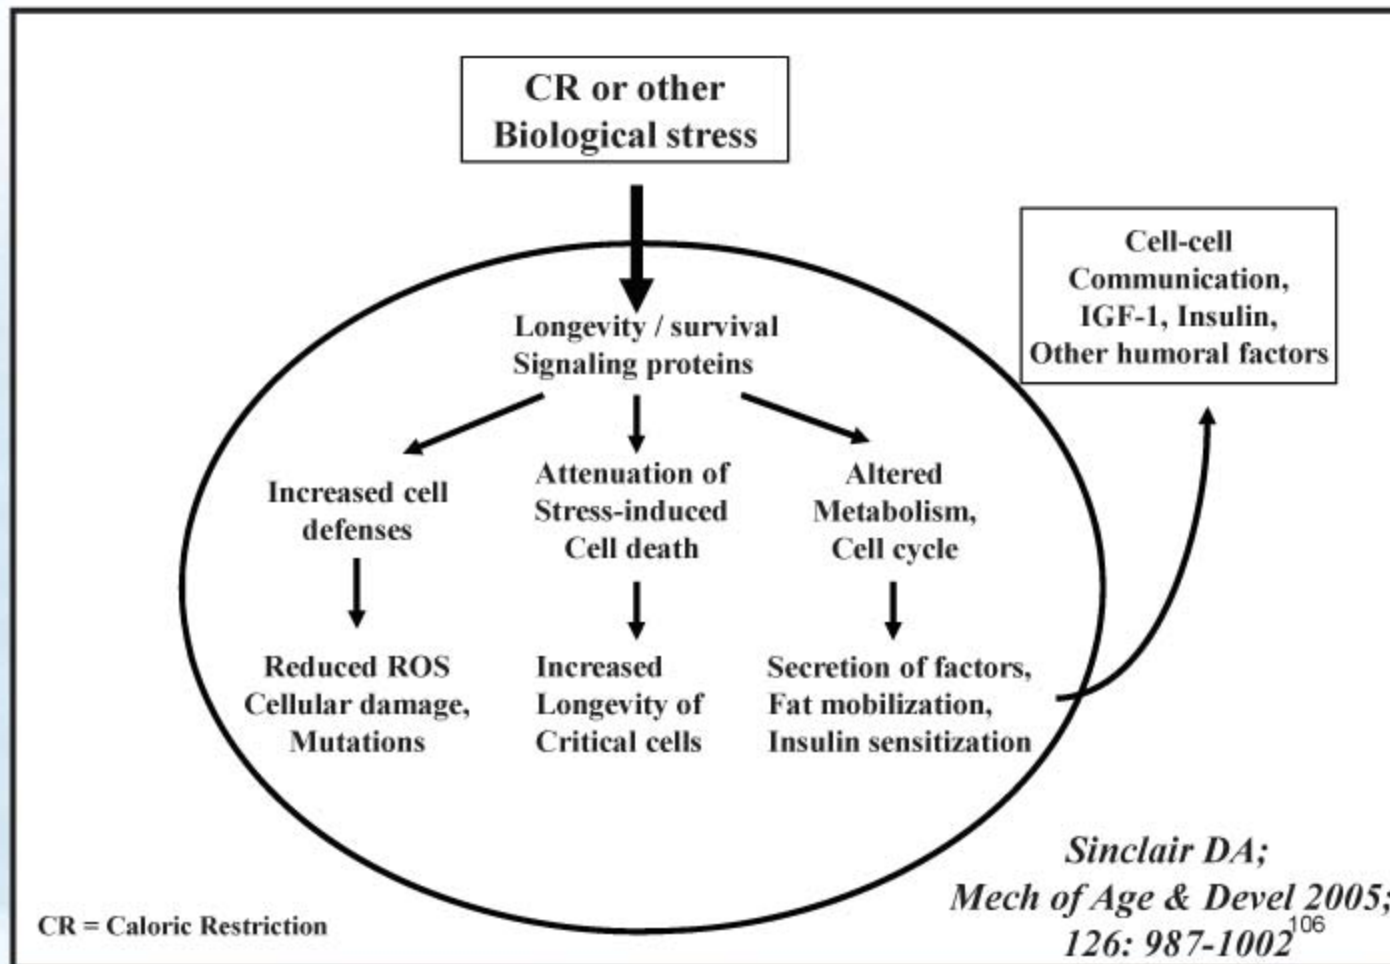 CR or other
Biological stress
Cell-cell
Communication,
IGF-1, Insulin,
Other humoral factors
Longevity / survival
Signaling proteins
Increased cell
defenses
Attenuation of
Stress-induced
Cell death
Altered
Metabolism,
Cell cycle
Reduced ROS
Cellular damage,
Mutations
Increased
Longevity of
Critical cells
Secretion of factors,
Fat mobilization,
Insulin sensitization
Sinclair DA;
Mech of Age & Devel 2005;
126: 987-1002
106
CR = Caloric Restriction